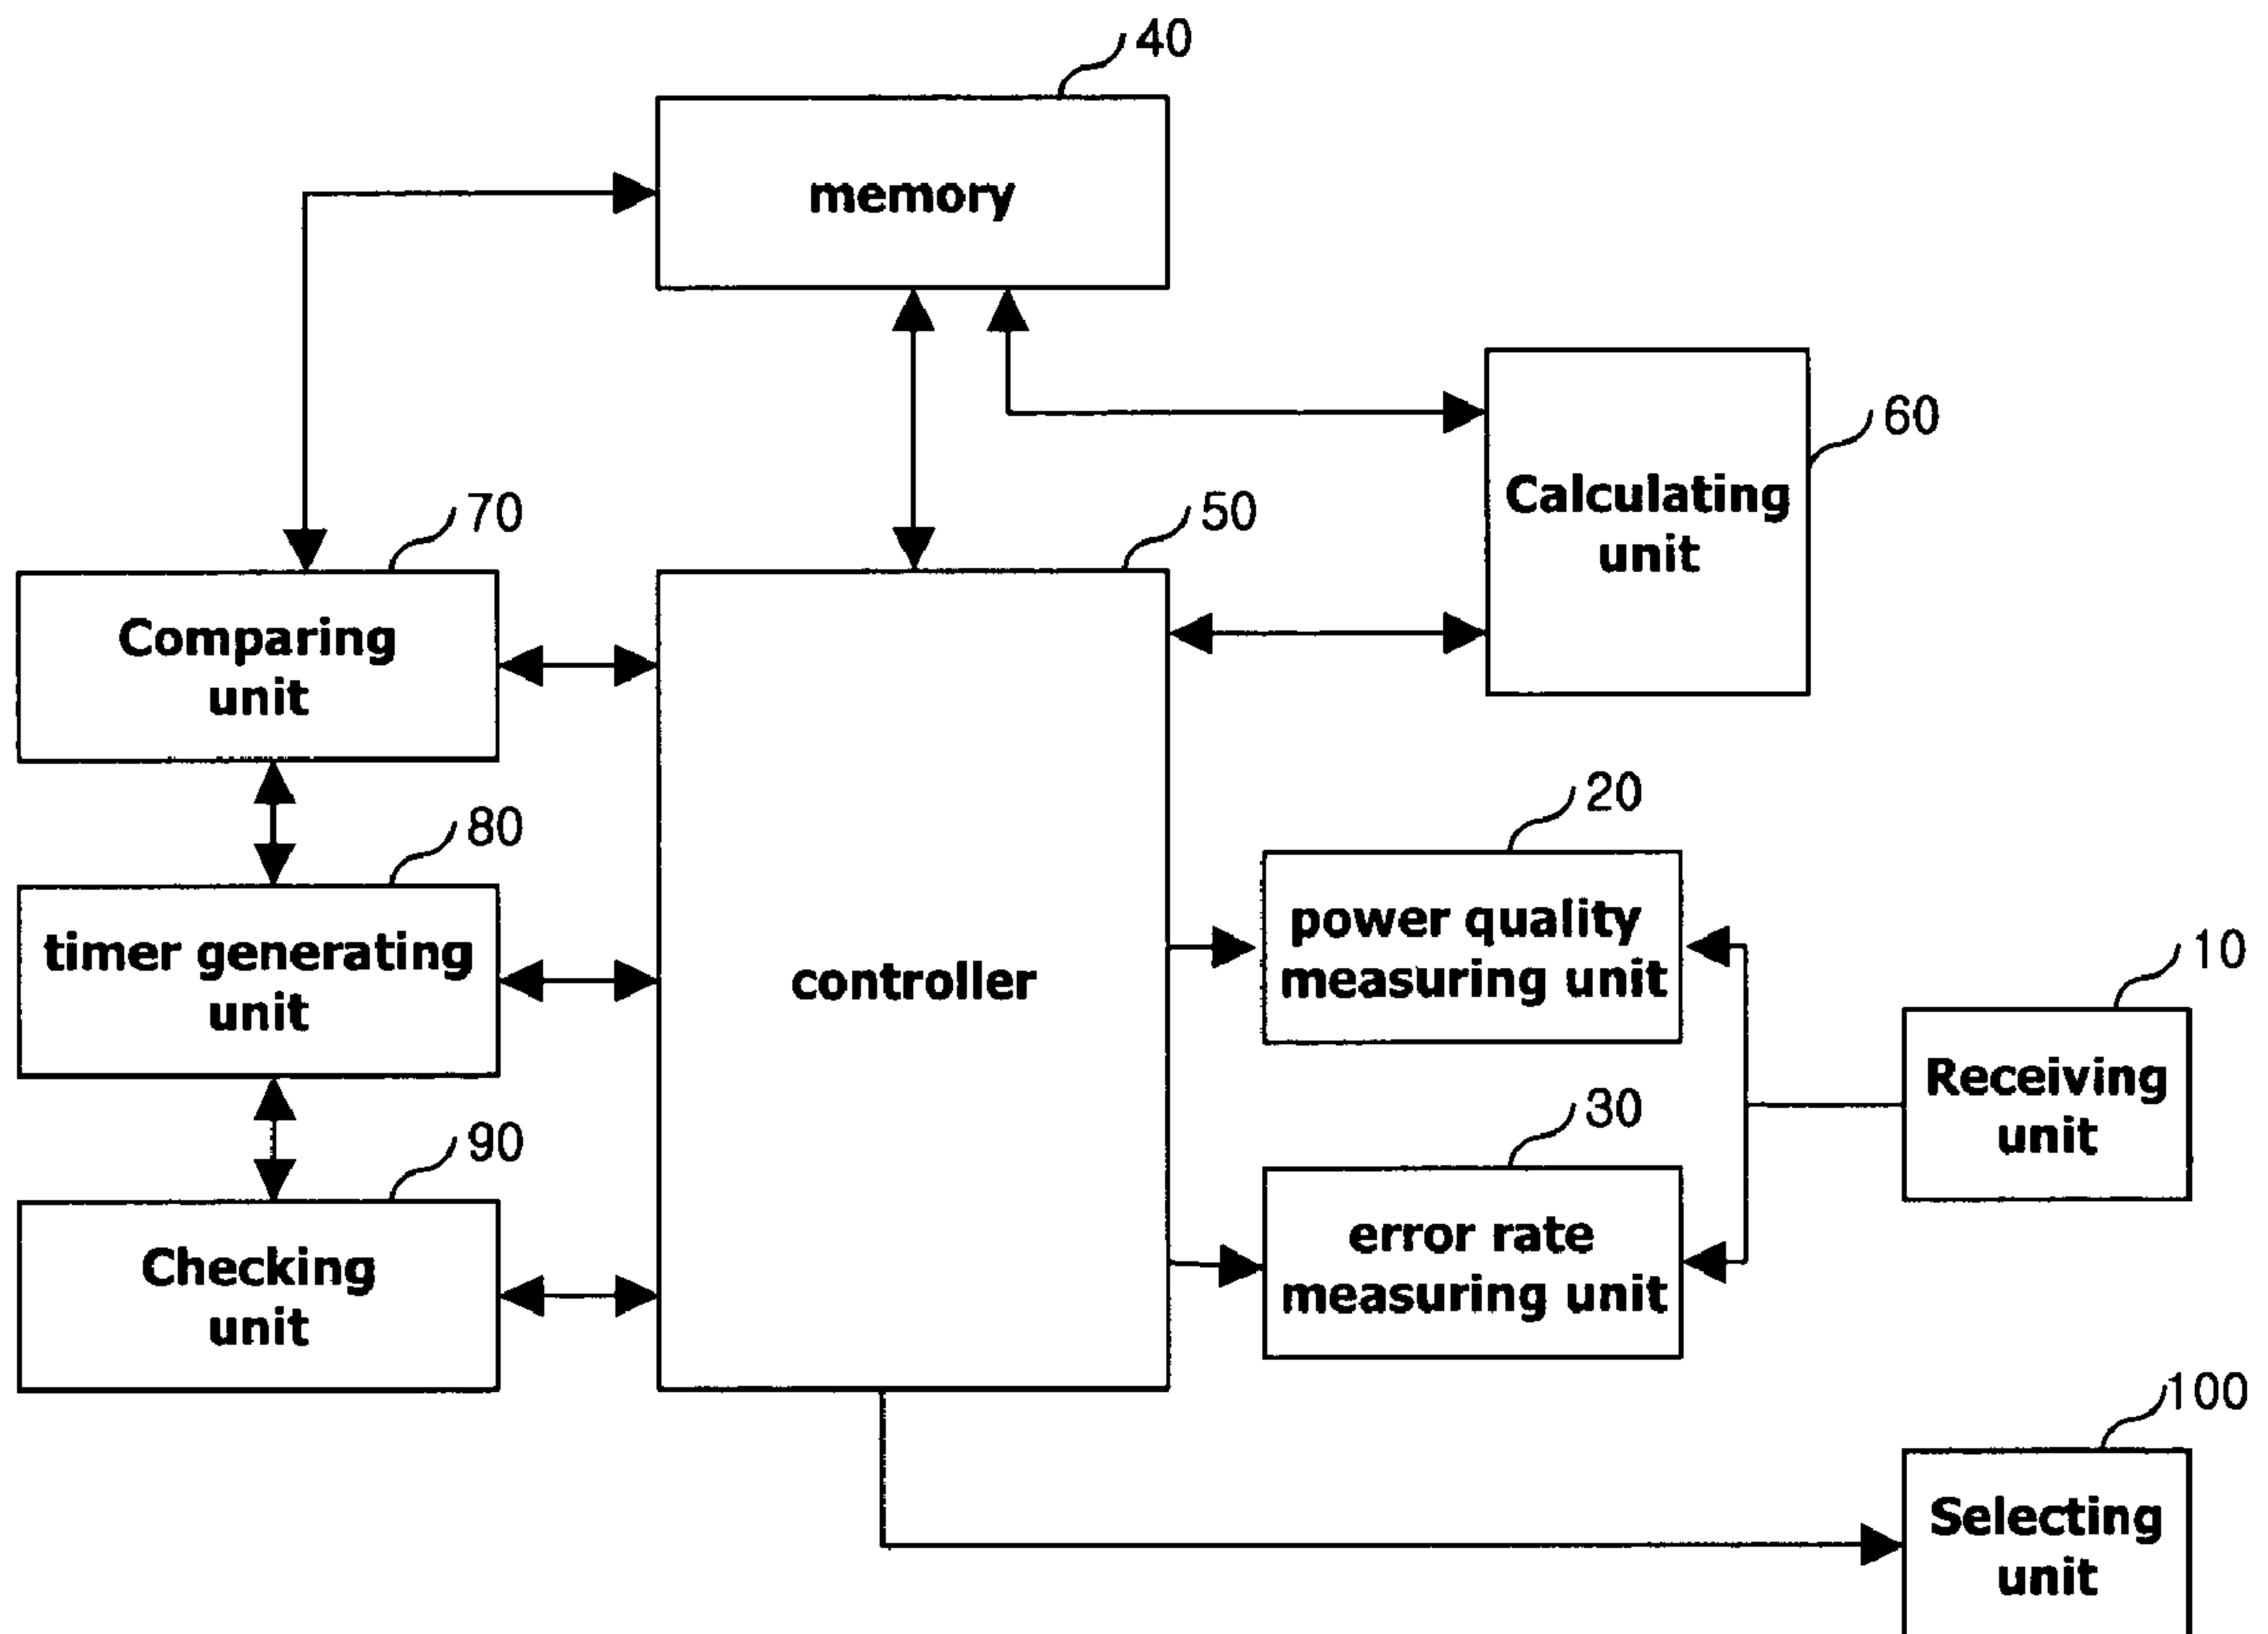 40
memory
60
Calculating
unit
70
50
Comparing
unit
20
80
power quality
measuring unit
timer generating
unit
controller
10
Receiving
unit
30
90
error rate
measuring unit
Checking
unit
100
Selecting
unit